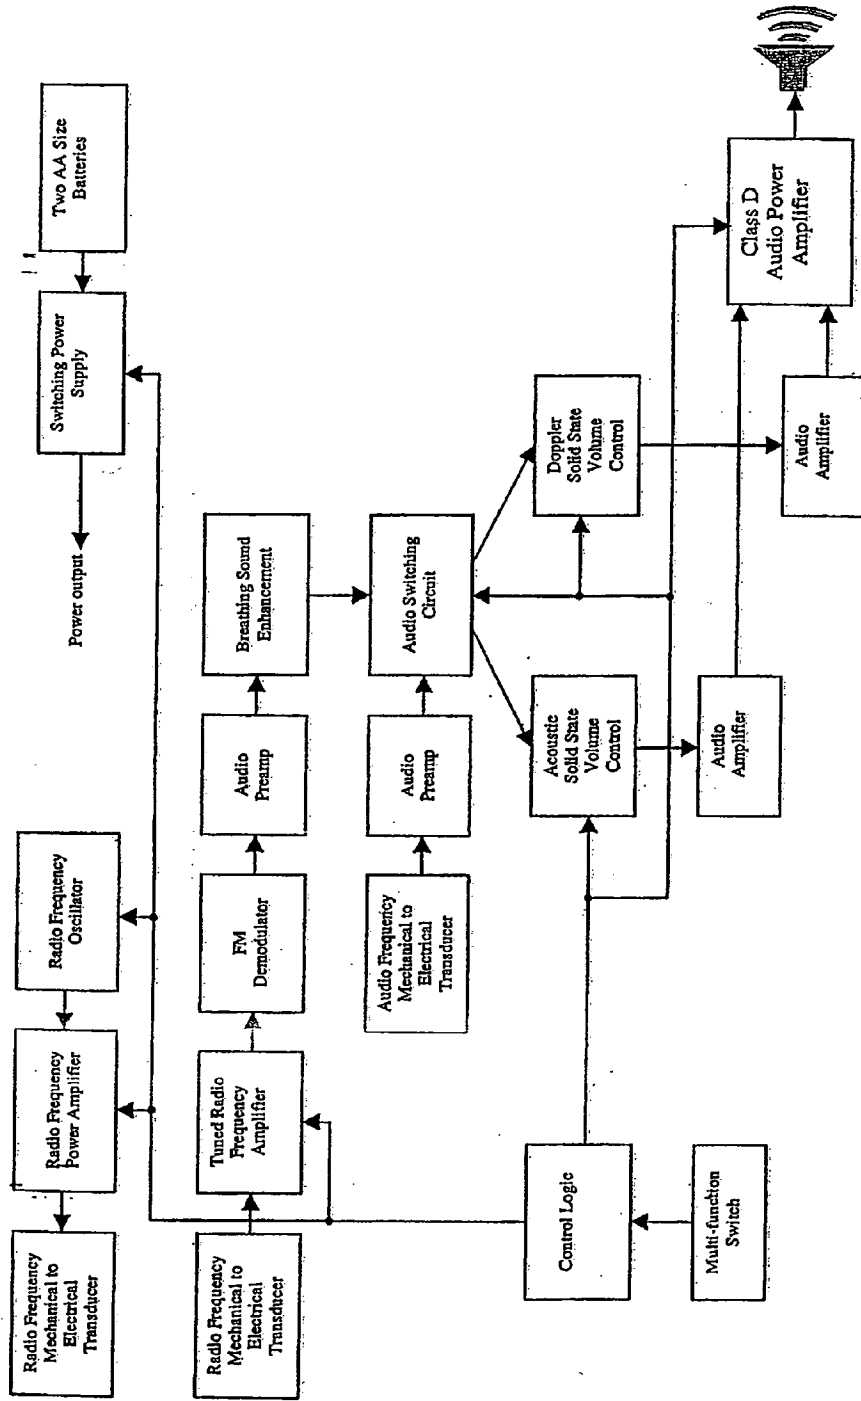 Radio Frequency
Mechanical to
Electrical
Transducer
Radio Frequency
Power Amplifier
Radio Frequency
Oscillator
Power output
Switching Power
Supply
Two AA Size
Batteries
Radio Frequency
Mechanical to
Electrical
Transducer
Tuned Radio
Frequency
Amplifier
FM
Demodulator
Audio
Preamp
Breathing Sound
Enhancement
Audio Frequency
Mechanical to
Electrical
Transducer
Audio
Preamp
Audio Switching
Circuit
Control Logic
Acoustic
Solid State
Volume
Control
Doppler
Solid State
Volume
Control
Multi-function
Switch
Audio
Amplifier
Audio
Amplifier
Class D
Audio Power
Amplifier